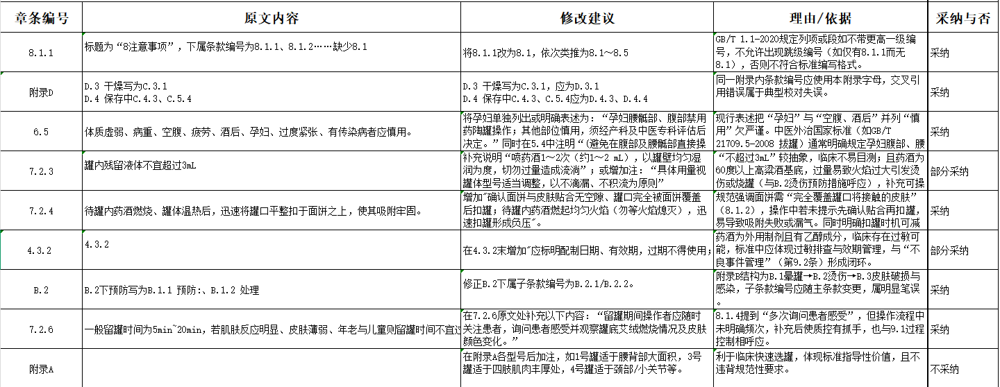 章条编号 原文内容 修改建议 理由/依据 采纳与否
8.1.1
标题为“8注意事项”，下属条款编号为8.1.1、8.1.2……缺少8.1
将8.1.1改为8.1，依次类推为8.1～8.5
GB/T 1.1-2020规定列项或段如不带更高一级编
号，不允许出现跳级编号（如仅有8.1.1而无
8.1），否则不符合标准编写格式。
采纳
附录D
D.3 干燥写为C.3.1
D.4 保存中C.4.3、C.5.4
D.3 干燥写为C.3.1，应为D.3.1
D.4 保存中C.4.3、C.5.4应为D.4.3、D.4.4
同一附录内条款编号应使用本附录字母，交叉引
用错误属于典型校对失误。
采纳
6.5
体质虚弱、病重、空腹、疲劳、酒后、孕妇、过度紧张、有传染病者应慎用。
将孕妇单独列出或明确表述为：“孕妇腰骶部、腹部禁用
药陶罐操作；其他部位慎用，须经产科及中医专科评估后
决定。”同时在5.4中注明“(避免在腹部及腰骶部直接操
现行表述把“孕妇”与“空腹、酒后”并列“慎
用”欠严谨。中医外治国家标准（如GB/T
21709.5-2008 拔罐）通常明确规定孕妇腹部、腰
采纳
7.2.3
罐内残留液体不宜超过3mL
补充说明“喷药酒1～2次（约1～2 mL），以罐壁均匀湿
润为度，切勿过量造成流淌”；或增加注：“具体用量视
罐体型号适当调整，以不滴漏、不积流为原则”
“不超过3mL”较抽象，临床不易目测；且药酒为
60度以上高粱酒基底，过量易致火焰过大引发烫
伤或烧罐（与B.2烫伤预防措施呼应），补充可操
部分采纳
7.2.4
待罐内药酒燃烧、罐体温热后，迅速将罐口平整扣于面饼之上，使其吸附牢固。
增加"确认面饼与皮肤贴合无空隙、罐口完全被面饼覆盖
后扣罐；待罐内药酒燃起均匀火焰（勿等火焰熄灭），迅
速扣罐形成负压"。
规范强调面饼需“完全覆盖罐口将接触的皮肤”
（8.1.2），操作中若未提示先确认贴合再扣罐，
易导致吸附失败或漏气。同时明确扣罐时机可减
采纳
4.3.2
4.3.2
在4.3.2末增加"应标明配制日期、有效期，过期不得使用；
药酒为外用制剂且有乙醇成分，临床存在过敏可
能，标准中应体现过敏排查与效期管理，与“不
良事件管理”（第9.2条）形成闭环。
部分采纳
B.2
B.2下预防写为B.1.1 预防:、B.1.2 处理
修正B.2下属子条款编号为B.2.1/B.2.2。
附录B结构为B.1晕罐→B.2烫伤→B.3皮肤破损与
感染，子条款编号应随主条款变更，属明显笔误
。
采纳
7.2.6
一般留罐时间为5min~20min，若肌肤反应明显、皮肤薄弱、年老与儿童则留罐时间不宜过
在7.2.6原文处补充以下内容：“留罐期间操作者应随时
关注患者，询问患者感受并观察罐底艾绒燃烧情况及皮肤
颜色变化。”
8.1.4提到“多次询问患者感受”，但操作流程中
未明确频次，补充后使质控有抓手，也与9.1过程
控制相呼应。
采纳
附录A
在附录A各型号后加注，如1号罐适于腰背部大面积，3号
罐适于四肢肌肉丰厚处，4号罐适于颈部/小关节等。
利于临床快速选罐，体现标准指导性价值，且不
违背规范性要求。
不采纳